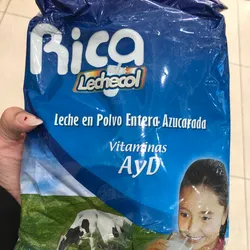 Rica
Lechecol
Leche en Polvo Entera Azucarada
Vitaminas
AyD